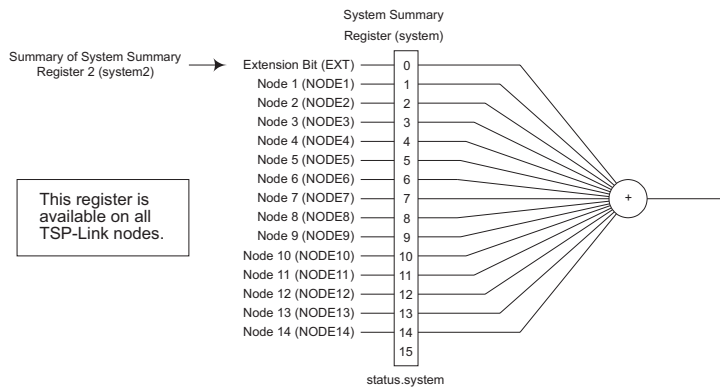 System Summary
Register (system)
Summary of System Summary
Register 2 (system2)
Extension Bit (EXT) 0
Node 1 (NODE1) 1
Node 2 (NODE2) 2
Node 3 (NODE3) 3
Node 4 (NODE4) 4
Node 5 (NODE5) 5
Node 6 (NODE6) 6
Node 7 (NODE7) 7
Node 8 (NODE8) 8
Node 9 (NODE9) 9
Node 10 (NODE10) 10
Node 11 (NODE11) 11
Node 12 (NODE12) 12
Node 13 (NODE13) 13
Node 14 (NODE14) 14
15
+
This register is
available on all
TSP-Link nodes.
status.system